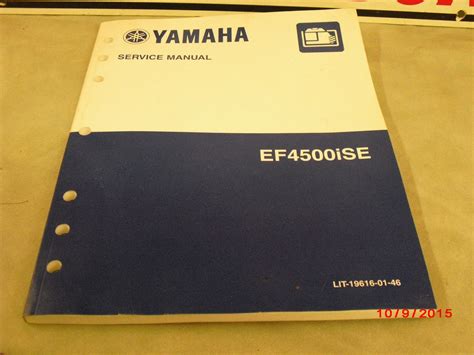 YAMAHA
SERVICE MANUAL
EF4500iSE
LIT-19616-01-46
10/9/2015